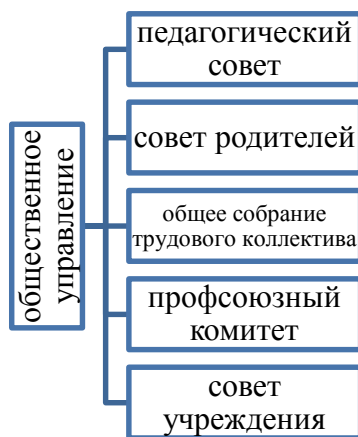 общественное
управление
педагогический
совет
совет родителей
общее собрание
трудового коллектива
профсоюзный
комитет
совет
учреждения